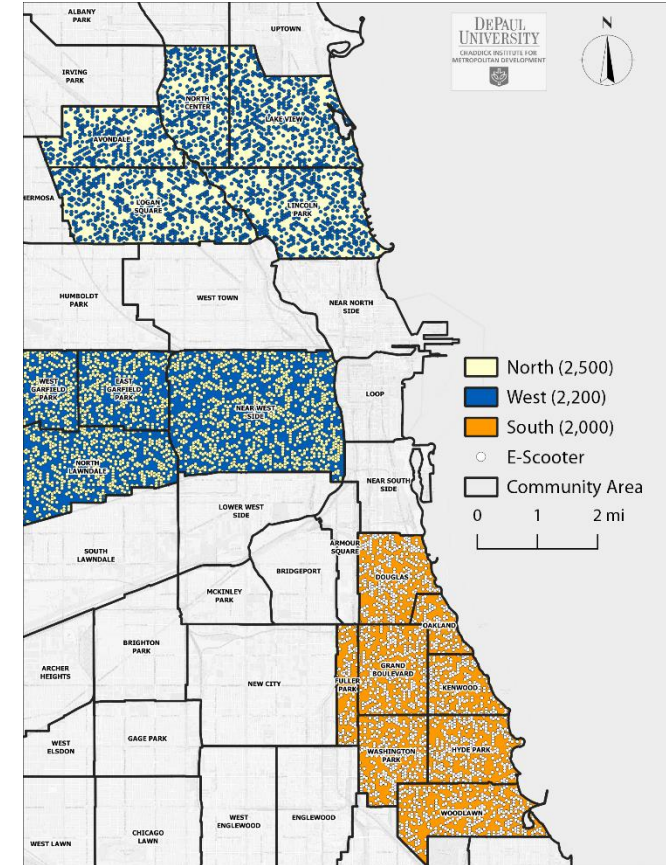 ALBANY
PARK
UPTOWN
DEPAUL
UNIVERSITY
CHADDICK INSTITUTE FOR
METROPOLITAN DEVELOPMENT
N
IRVING
PARK
NORTH
CENTER
LAKE VIEW
AVONDALE
HERMOSA
LOGAN
SQUARE
LINCOLN
PARK
HUMBOLDT
PARK
WEST TOWN
NEAR NORTH
SIDE
WEST
GARFIELD
PARK
EAST
GARFIELD
PARK
NEAR WEST
SIDE
LOOP
North (2,500)
West (2,200)
South (2,000)
E-Scooter
Community Area
0 1 2 mi
NORTH
LAWNDALE
NEAR SOUTH
SIDE
LOWER WEST
SIDE
SOUTH
LAWNDALE
ARMOUR
SQUARE
BRIDGEPORT
DOUGLAS
MCKINLEY
PARK
OAKLAND
BRIGHTON
PARK
ARCHER
HEIGHTS
NEW CITY
FULLER
PARK
GRAND
BOULEVARD
KENWOOD
WEST
ELSDON
GAGE PARK
WASHINGTON
PARK
HYDE PARK
WEST LAWN
CHICAGO
LAWN
WEST
ENGLEWOOD
ENGLEWOOD
WOODLAWN